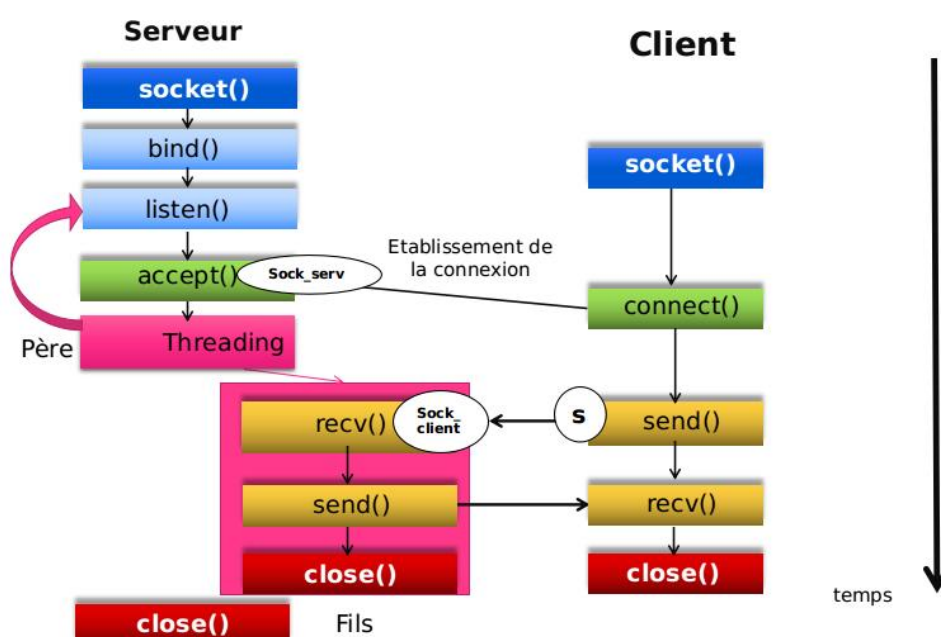 Serveur
Client
socket()
bind()
socket()
listen()
Etablissement de
la connexion
accept()
Sock_serv
connect()
Père
Threading
recv()
Sock_
client
s
send()
send()
recv()
close()
close()
temps
close()
Fils